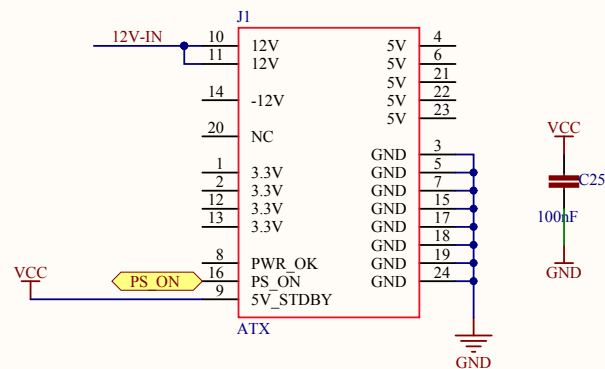 J1
12V-IN 10 12V 5V 4
11 12V 5V 6
5V 21
14 -12V 5V 22
5V 23
20 NC
GND 3
1 3.3V GND 5
2 3.3V GND 7
12 3.3V GND 15
13 3.3V GND 17
GND 18
8 PWR_OK GND 19
PS_ON 16 PS_ON GND 24
VCC 9 5V_STDBY
ATX
GND
VCC
C25
100nF
GND